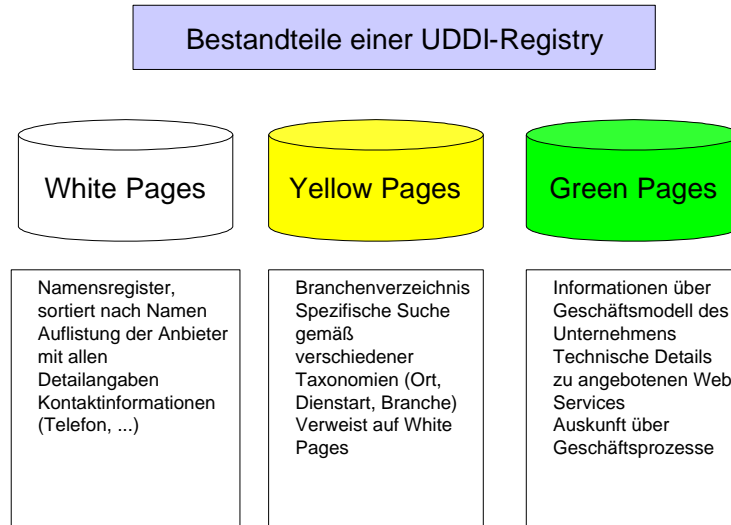 Bestandteile einer UDDI-Registry
White Pages
Yellow Pages
Green Pages
Namensregister,
sortiert nach Namen
Auflistung der Anbieter
mit allen
Detailangaben
Kontaktinformationen
(Telefon, ...)
Branchenverzeichnis
Spezifische Suche
gemäß
verschiedener
Taxonomien (Ort,
Dienstart, Branche)
Verweist auf White
Pages
Informationen über
Geschäftsmodell des
Unternehmens
Technische Details
zu angebotenen Web
Services
Auskunft über
Geschäftsprozesse